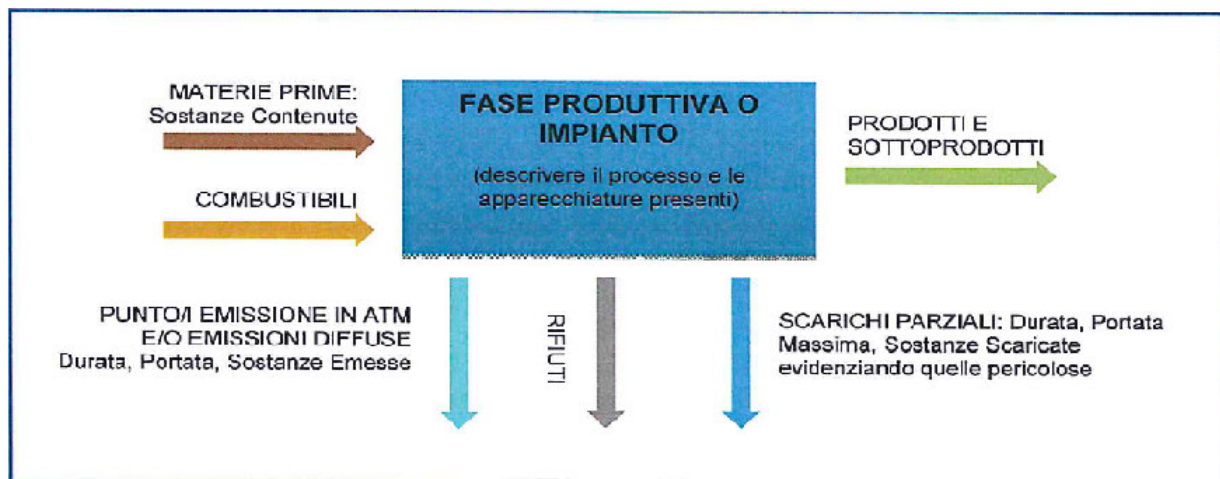 MATERIE PRIME:
Sostanze Contenute
COMBUSTIBILI
FASE PRODUTTIVA O
IMPIANTO
(descrivere il processo e le
apparecchiature presenti)
PRODOTTI E
SOTTOPRODOTTI
PUNTO/I EMISSIONE IN ATM
E/O EMISSIONI DIFFUSE
Durata, Portata, Sostanze Emesse
RIFIUTI
SCARICHI PARZIALI: Durata, Portata
Massima, Sostanze Scaricate
evidenziando quelle pericolose